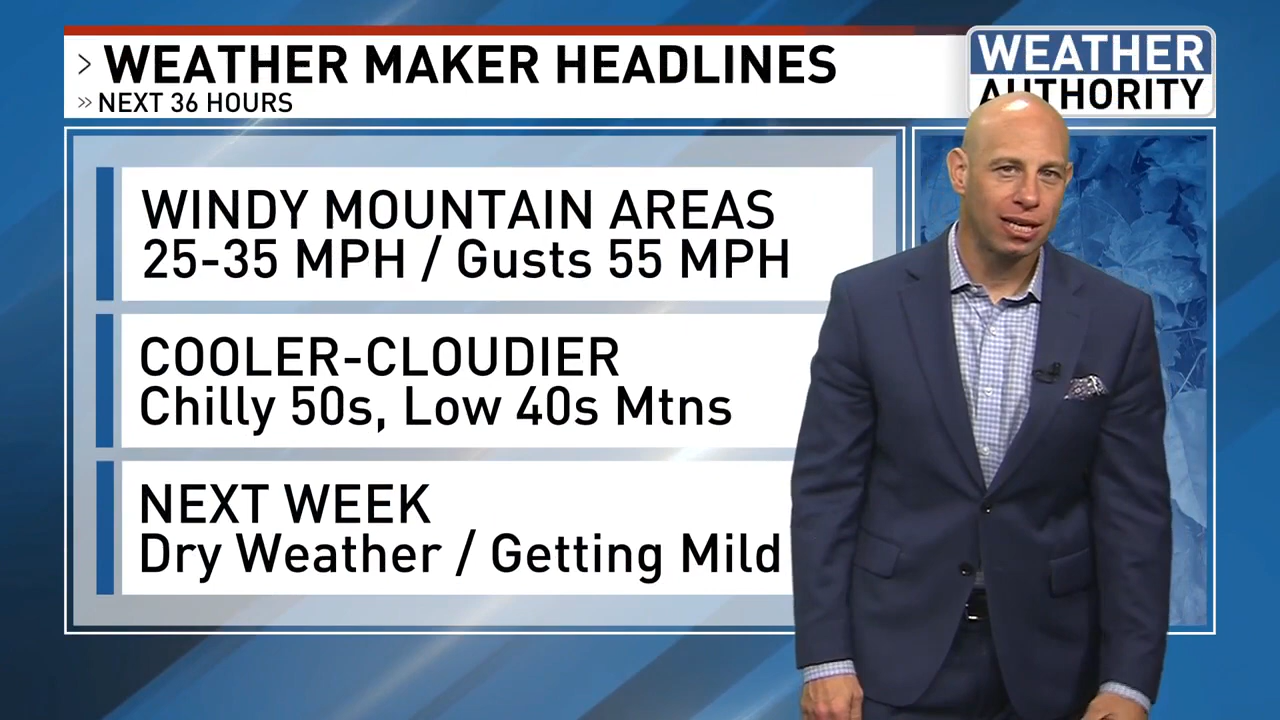 > WEATHER MAKER HEADLINES
» NEXT 36 HOURS
WEATHER
AUTHORITY
WINDY MOUNTAIN AREAS
25-35 MPH / Gusts 55 MPH
COOLER-CLOUDIER
Chilly 50s, Low 40s Mtns
NEXT WEEK
Dry Weather / Getting Mild